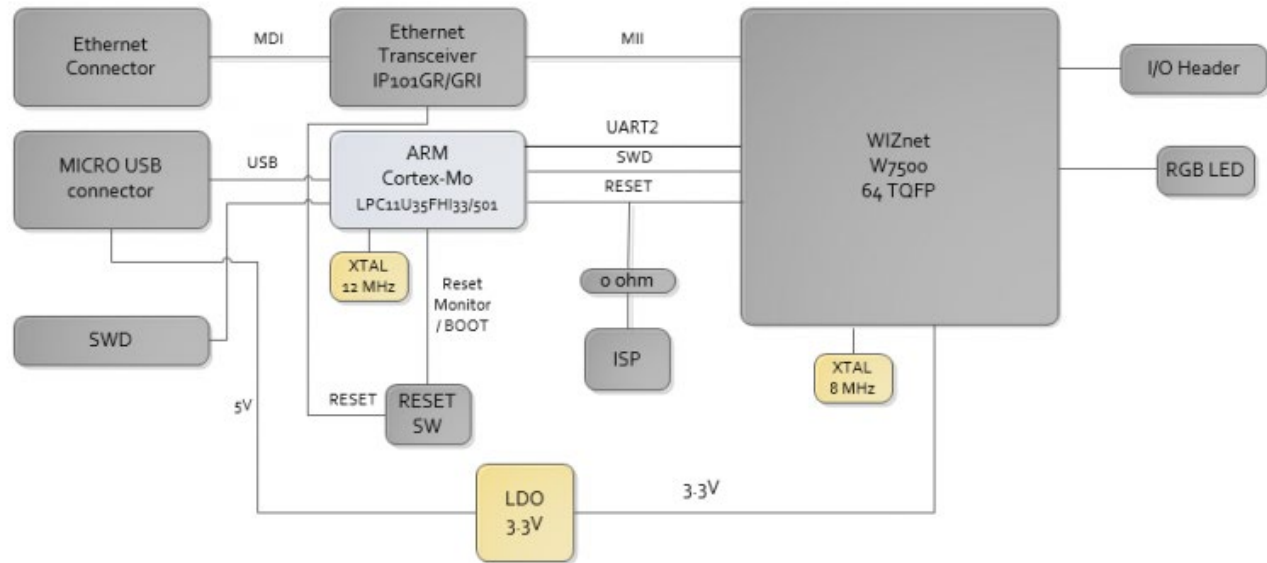 Ethernet
Connector
MDI
Ethernet
Transceiver
IP101GR/GRI
MII
WIZnet
W7500
64 TQFP
I/O Header
RGB LED
MICRO USB
connector
USB
ARM
Cortex-M0
LPC11U35FHI33/501
UART2
SWD
RESET
XTAL
12 MHz
Reset
Monitor
/ BOOT
0 ohm
ISP
SWD
XTAL
8 MHz
5V
RESET
RESET
SW
LDO
3.3V
3.3V